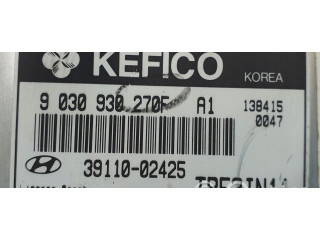 KEFICO
KOREA
9 030 930 270F A1 138415
0047
39110-02425